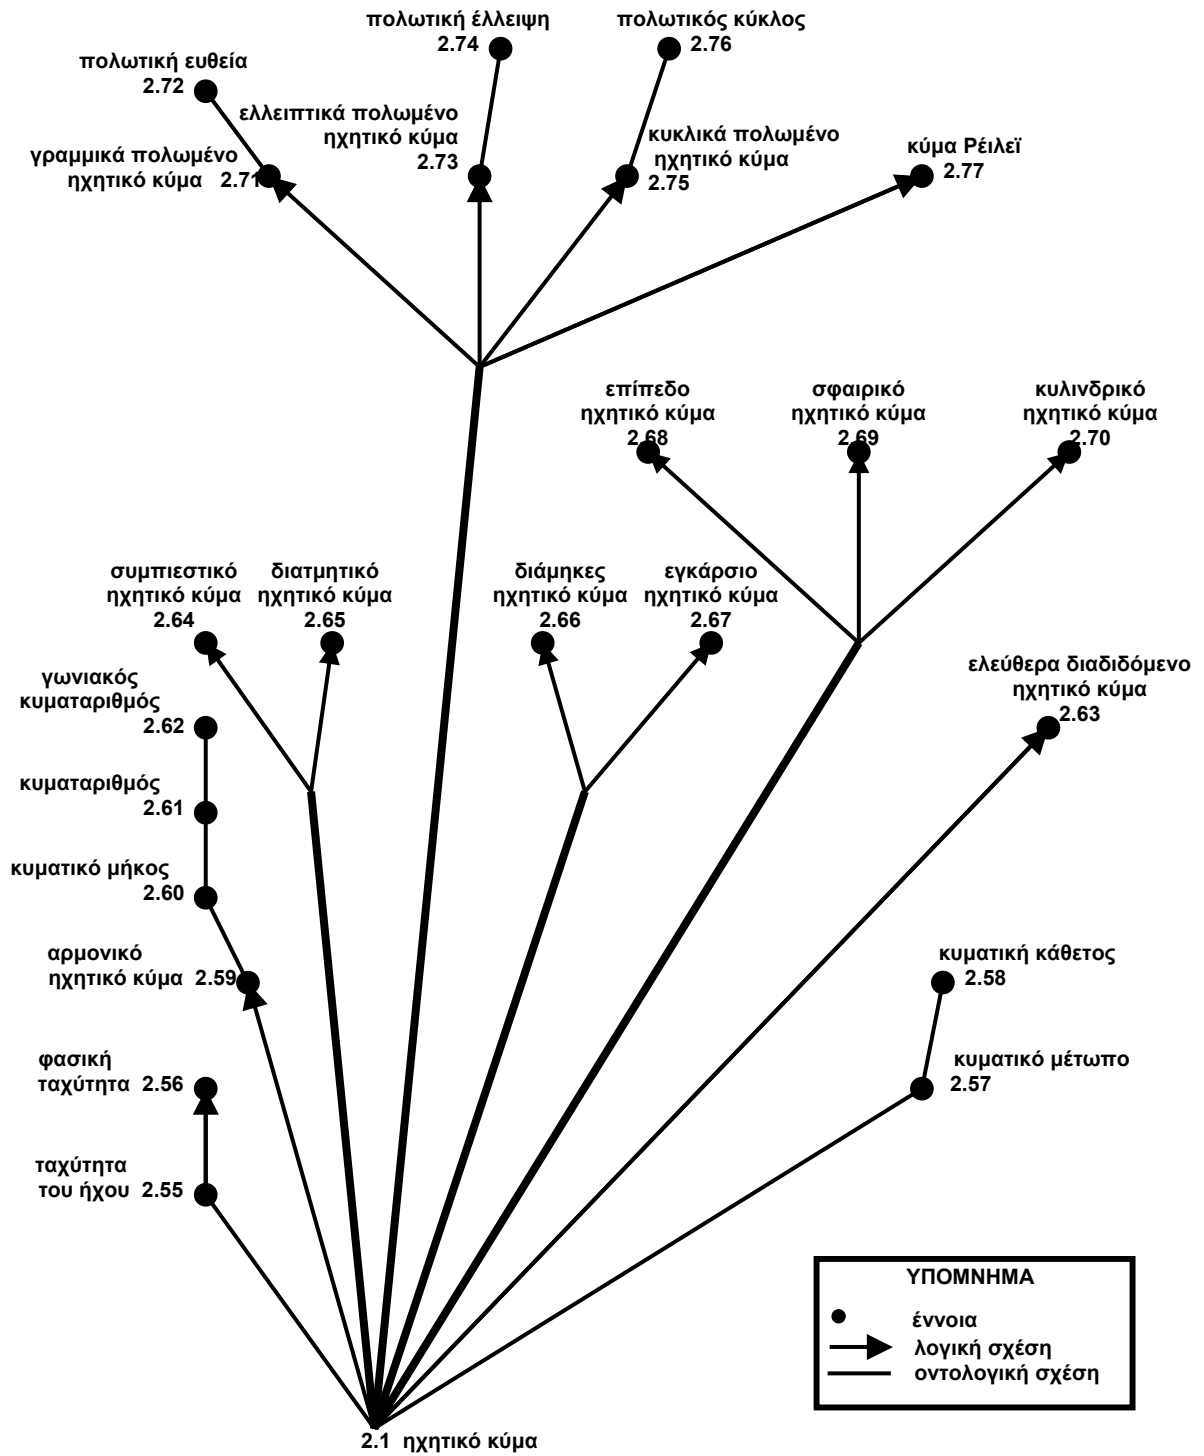 πολωτική έλλειψη
2.74
πολωτικός κύκλος
2.76
πολωτική ευθεία
2.72
ελλειπτικά πολωμένο
ηχητικό κύμα
2.73
κυκλικά πολωμένο
ηχητικό κύμα
2.75
κύμα Ρέιλεϊ
2.77
γραμμικά πολωμένο
ηχητικό κύμα 2.71
επίπεδο
ηχητικό κύμα
2.68
σφαιρικό
ηχητικό κύμα
2.69
κυλινδρικό
ηχητικό κύμα
2.70
συμπιεστικό
ηχητικό κύμα
2.64
διατμητικό
ηχητικό κύμα
2.65
διάμηκες
ηχητικό κύμα
2.66
εγκάρσιο
ηχητικό κύμα
2.67
ελεύθερα διαδιδόμενο
ηχητικό κύμα
2.63
γωνιακός
κυματαριθμός
2.62
κυματαριθμός
2.61
κυματικό μήκος
2.60
αρμονικό
ηχητικό κύμα 2.59
κυματική κάθετος
2.58
φασική
ταχύτητα 2.56
κυματικό μέτωπο
2.57
ταχύτητα
του ήχου 2.55
ΥΠΟΜΝΗΜΑ
έννοια
λογική σχέση
οντολογική σχέση
2.1 ηχητικό κύμα